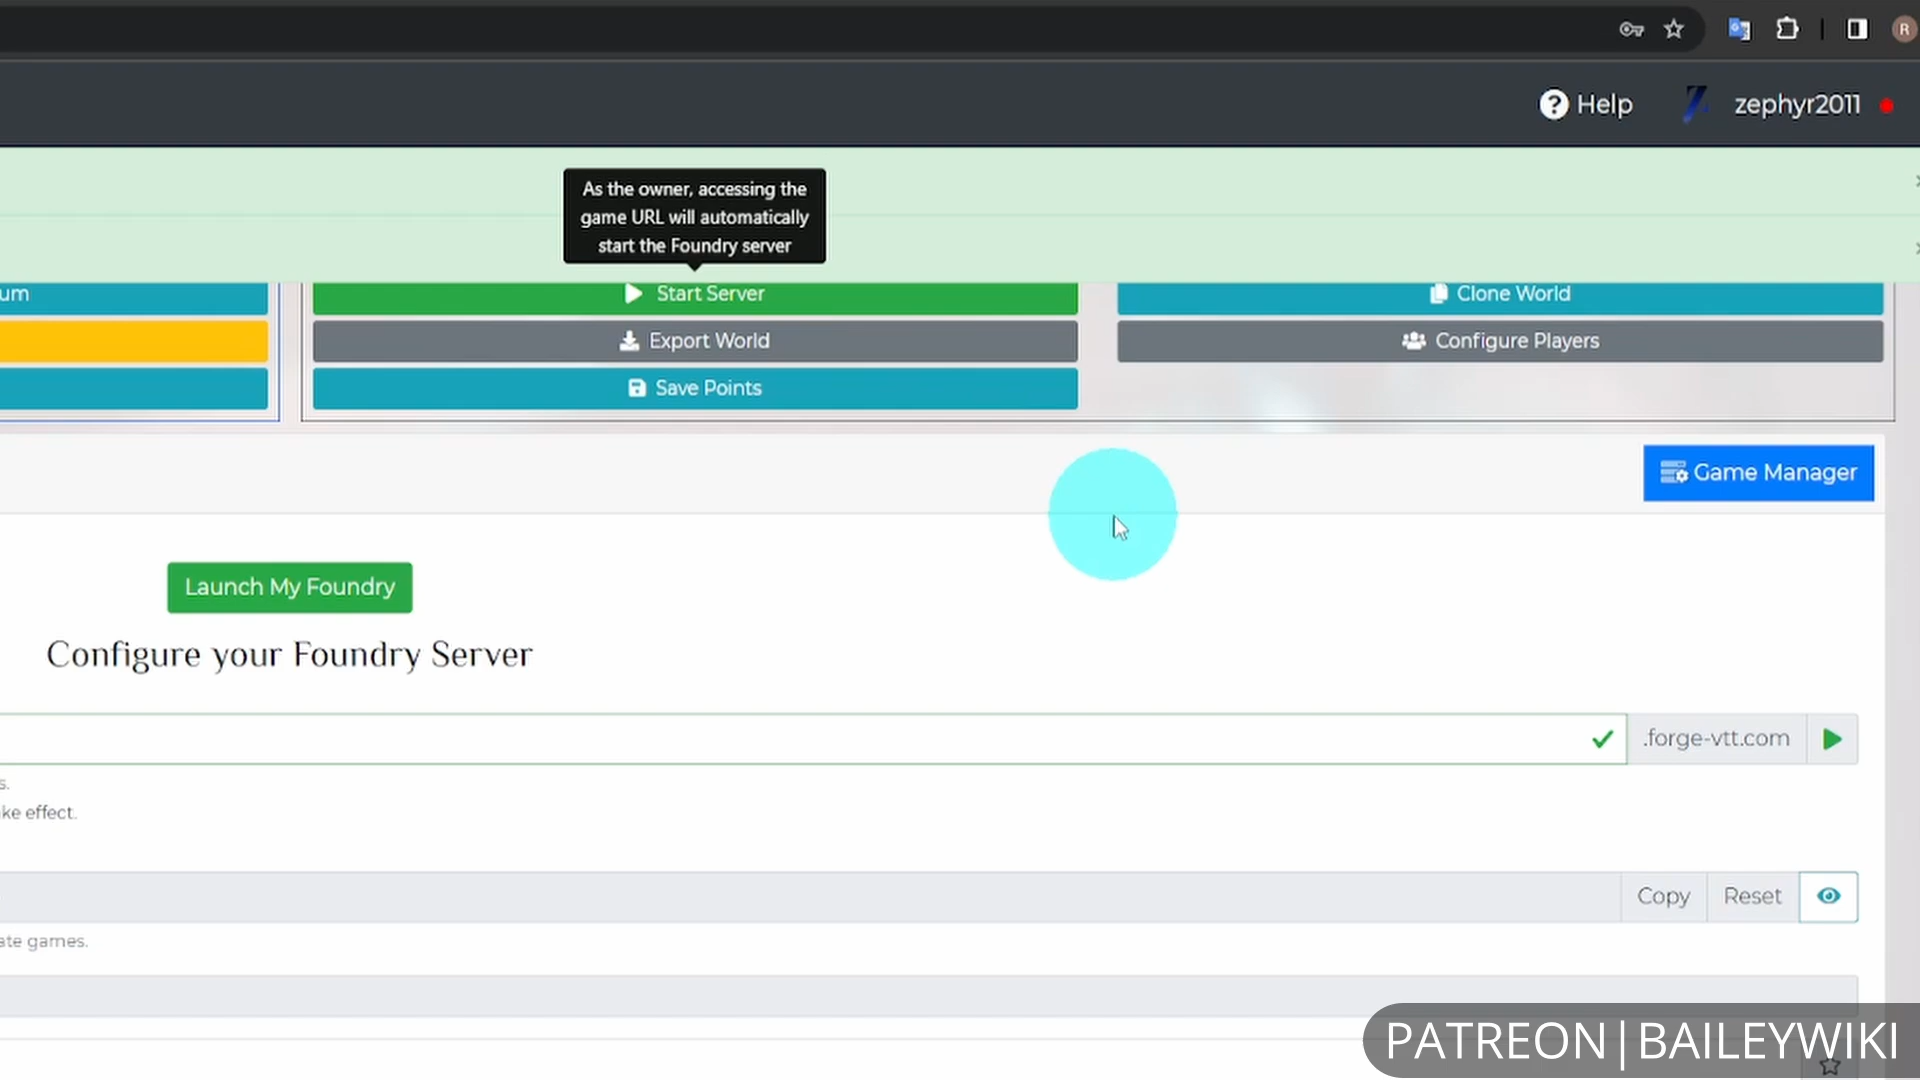 R
Help
zephyr2011
As the owner, accessing the
game URL will automatically
start the Foundry server
um
Start Server
Clone World
Export World
Configure Players
Save Points
Game Manager
Launch My Foundry
Configure your Foundry Server
.forge-vtt.com
s.
ke effect.
Copy
Reset
ate games.
PATREON|BAILEYWIKI